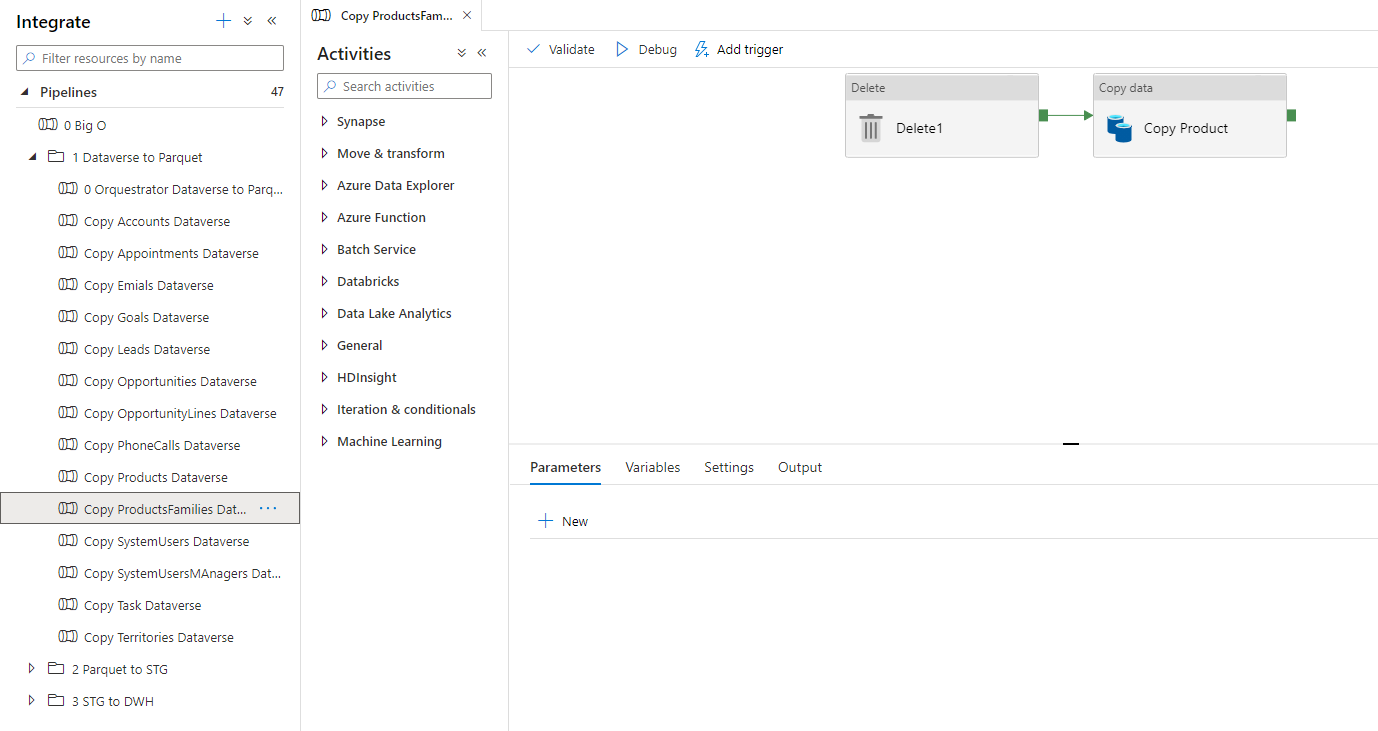 Integrate
Filter resources by name
Pipelines 47
0 Big O
1 Dataverse to Parquet
0 Orquestrator Dataverse to Parq...
Copy Accounts Dataverse
Copy Appointments Dataverse
Copy Emials Dataverse
Copy Goals Dataverse
Copy Leads Dataverse
Copy Opportunities Dataverse
Copy OpportunityLines Dataverse
Copy PhoneCalls Dataverse
Copy Products Dataverse
Copy ProductsFamilies Dat... ...
Copy SystemUsers Dataverse
Copy SystemUsersMAnagers Dat...
Copy Task Dataverse
Copy Territories Dataverse
2 Parquet to STG
3 STG to DWH
Copy ProductsFam...
Activities
Search activities
Synapse
Move & transform
Azure Data Explorer
Azure Function
Batch Service
Databricks
Data Lake Analytics
General
HDInsight
Iteration & conditionals
Machine Learning
Validate Debug Add trigger
Delete
Delete1
Copy data
Copy Product
Parameters Variables Settings Output
New